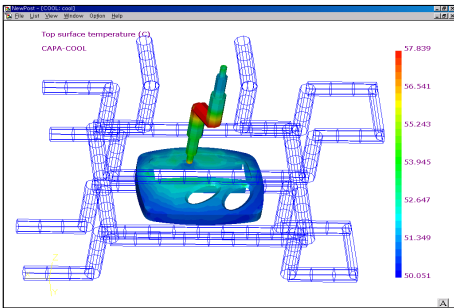 NewPost - [COOL: cool]
File List View Window Option Help
Top surface temperature (C)
CAPA-COOL
57.839
56.541
55.243
53.945
52.647
51.349
50.051
A